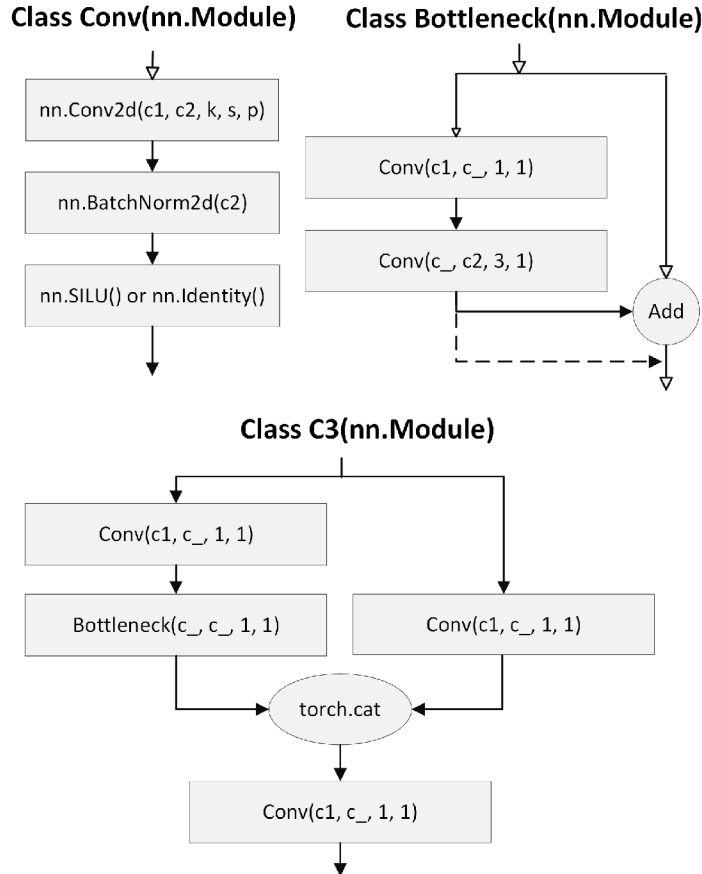 Class Conv(nn.Module)
nn.Conv2d(c1, c2, k, s, p)
nn.BatchNorm2d(c2)
nn.SILU() or nn.Identity()
Class Bottleneck(nn.Module)
Conv(c1, c_, 1, 1)
Conv(c_, c2, 3, 1)
Add
Class C3(nn.Module)
Conv(c1, c_, 1, 1)
Bottleneck(c_, c_, 1, 1)
Conv(c1, c_, 1, 1)
torch.cat
Conv(c1, c_, 1, 1)